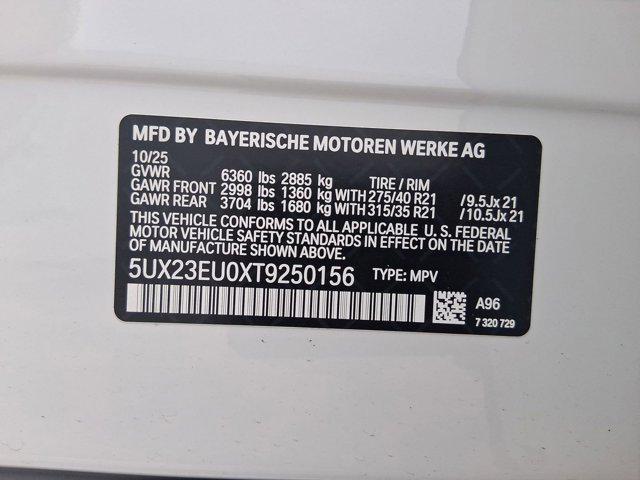 MFD BY BAYERISCHE MOTOREN WERKE AG
10/25
GVWR 6360 lbs 2885 kg TIRE / RIM
GAWR FRONT 2998 lbs 1360 kg WITH 275/40 R21 /9.5Jx21
GAWR REAR 3704 lbs 1680 kg WITH 315/35 R21 /10.5Jx21
THIS VEHICLE CONFORMS TO ALL APPLICABLE U. S. FEDERAL
MOTOR VEHICLE SAFETY STANDARDS IN EFFECT ON THE
DATE OF MANUFACTURE SHOWN ABOVE.
5UX23EU0XT9250156 TYPE: MPV
A96
7 320 729